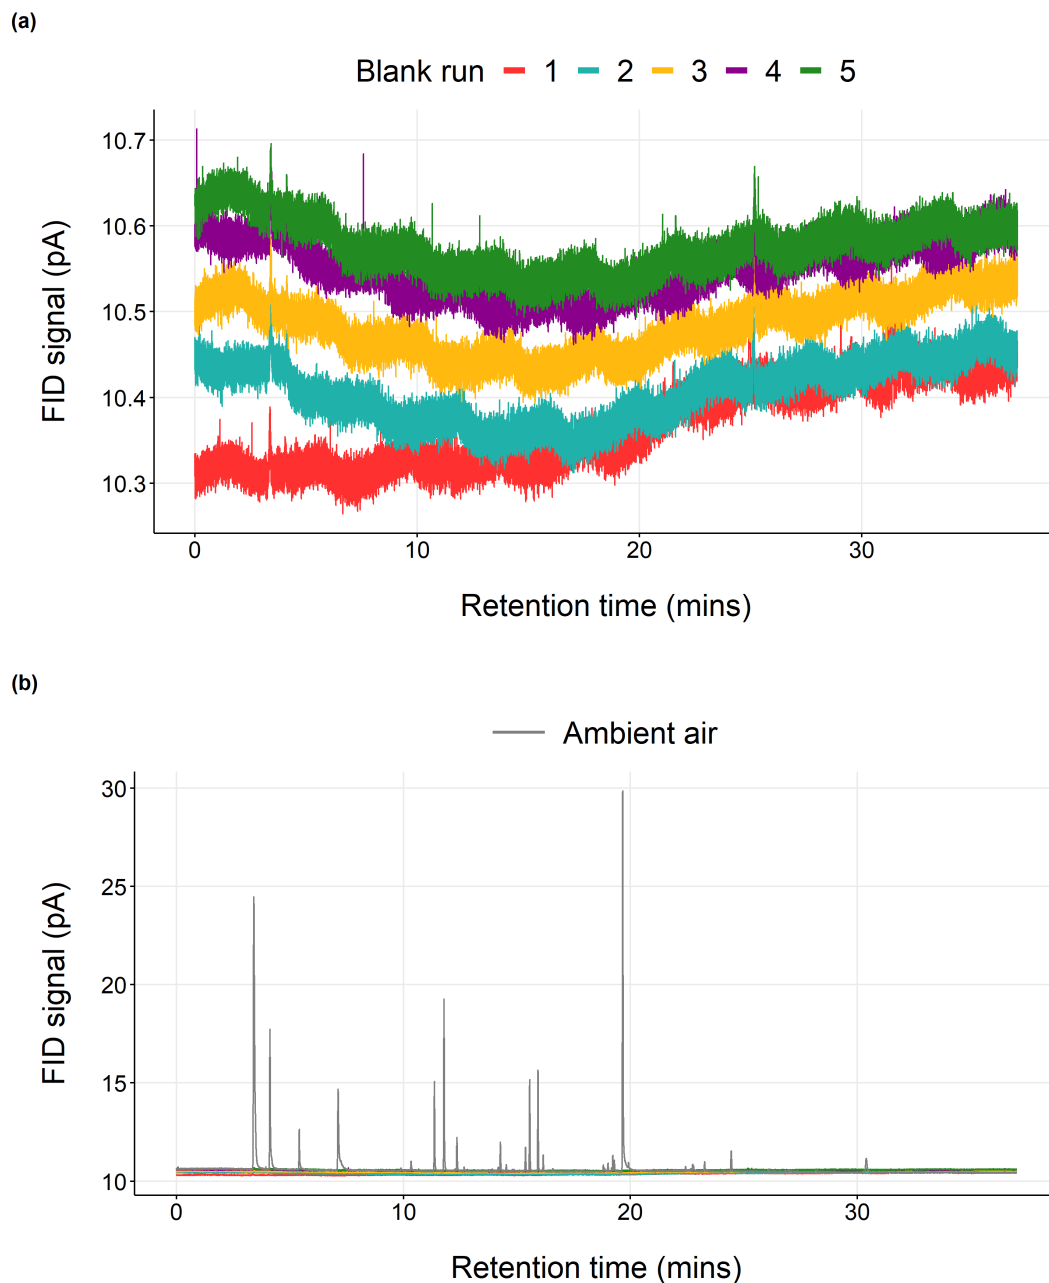 (a)
Blank run 1 2 3 4 5
10.7
10.6
10.5
10.4
10.3
FID signal (pA)
0 10 20 30
Retention time (mins)
(b)
Ambient air
30
25
20
15
10
FID signal (pA)
0 10 20 30
Retention time (mins)